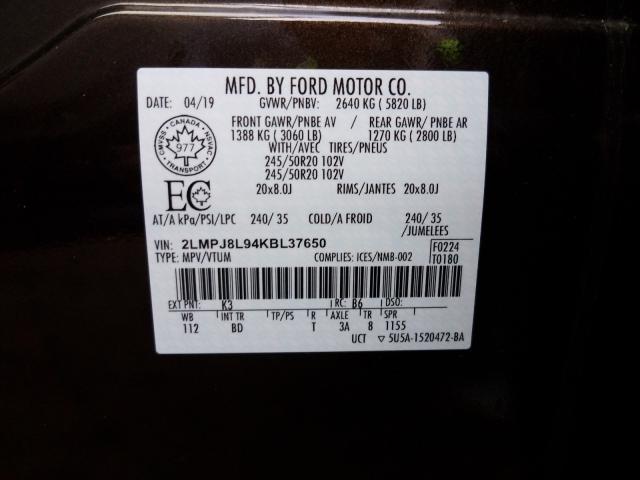 MFD. BY FORD MOTOR CO.
DATE: 04/19 GVWR/PNBV: 2640 KG ( 5820 LB)
FRONT GAWR/PNBE AV / REAR GAWR/ PNBE AR
1388 KG ( 3060 LB) 1270 KG ( 2800 LB)
WITH/AVEC TIRES/PNEUS
245/50R20 102V
245/50R20 102V
20x8.0J RIMS/JANTES 20x8.0J
CMVSS · CANADA · NSVAC
977
TRANSPORT
EC
AT/A kPa/PSI/LPC 240/ 35 COLD/A FROID 240/ 35
/JUMELEES
VIN: 2LMPJ8L94KBL37650 F0224
TYPE: MPV/VTUM COMPLIES: ICES/NMB-002 T0180
EXT PNT: K3 RC: B6 DSO:
WB INT TR TP/PS R AXLE TR SPR
112 BD T 3A 8 1155
UCT ▽ 5U5A-1520472-BA